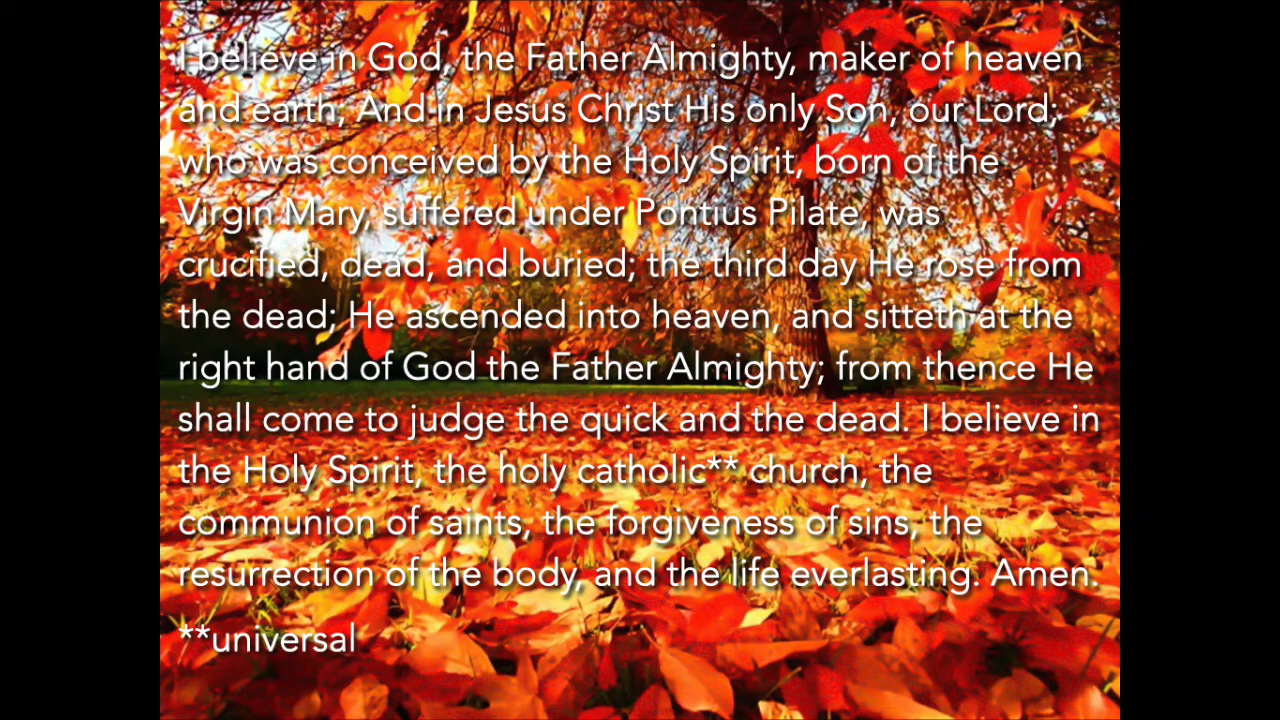 I believe in God, the Father Almighty, maker of heaven
and earth; And in Jesus Christ His only Son, our Lord;
who was conceived by the Holy Spirit, born of the
Virgin Mary, suffered under Pontius Pilate, was
crucified, dead, and buried; the third day He rose from
the dead; He ascended into heaven, and sitteth at the
right hand of God the Father Almighty; from thence He
shall come to judge the quick and the dead. I believe in
the Holy Spirit, the holy catholic** church, the
communion of saints, the forgiveness of sins, the
resurrection of the body, and the life everlasting. Amen.
**universal